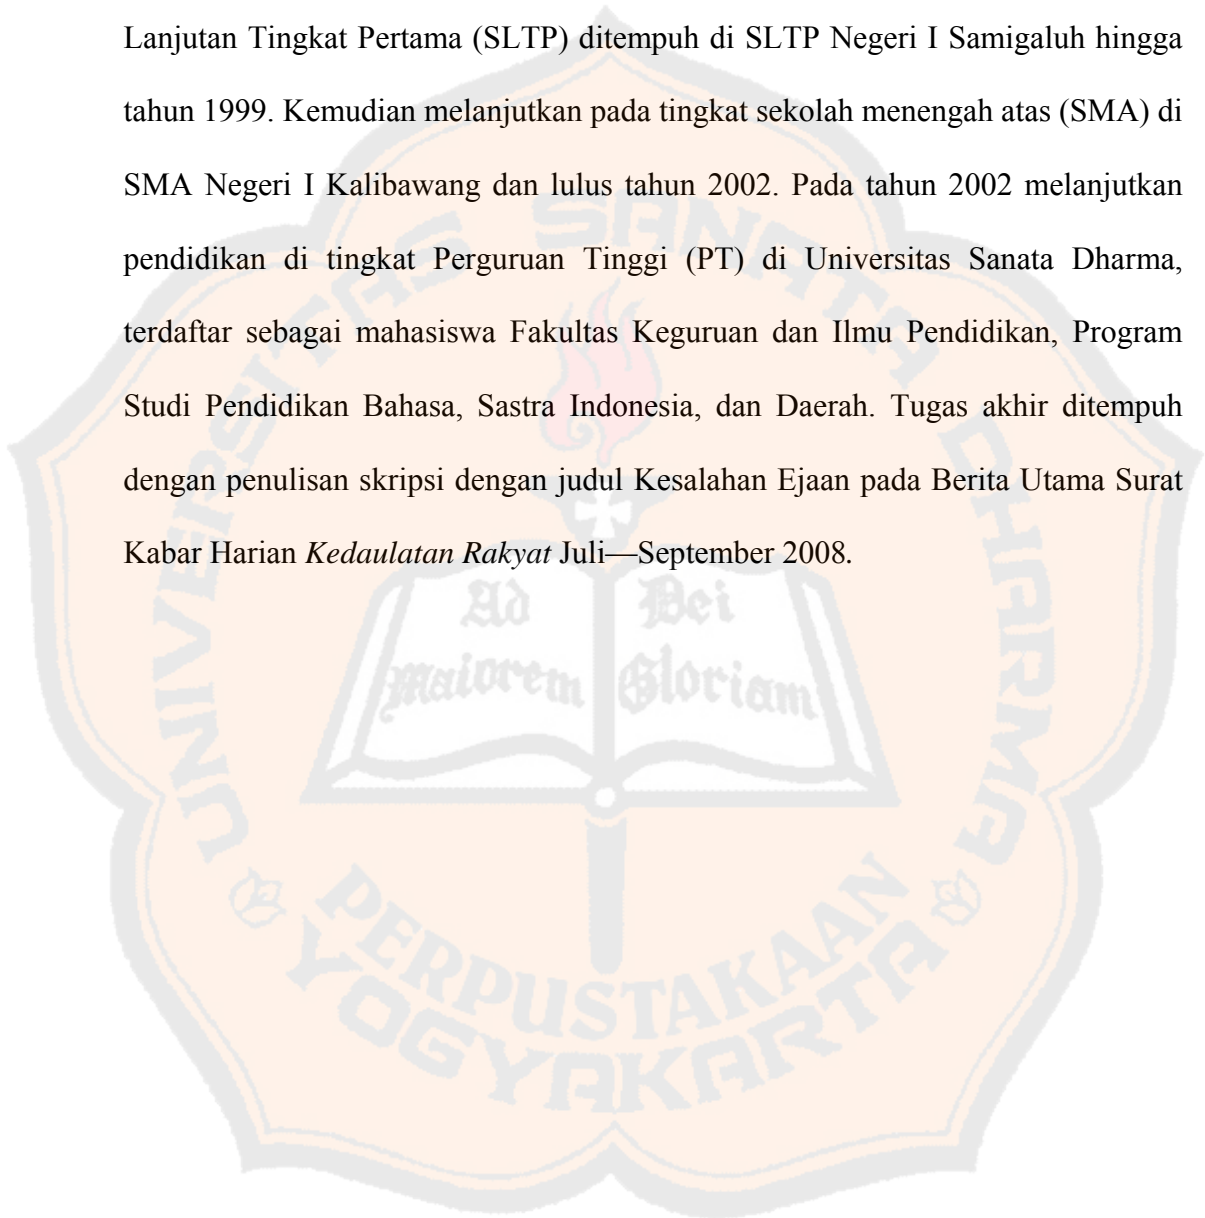 Lanjutan Tingkat Pertama (SLTP) ditempuh di SLTP Negeri I Samigaluh hingga
tahun 1999. Kemudian melanjutkan pada tingkat sekolah menengah atas (SMA) di
SMA Negeri I Kalibawang dan lulus tahun 2002. Pada tahun 2002 melanjutkan
pendidikan di tingkat Perguruan Tinggi (PT) di Universitas Sanata Dharma,
terdaftar sebagai mahasiswa Fakultas Keguruan dan Ilmu Pendidikan, Program
Studi Pendidikan Bahasa, Sastra Indonesia, dan Daerah. Tugas akhir ditempuh
dengan penulisan skripsi dengan judul Kesalahan Ejaan pada Berita Utama Surat
Kabar Harian Kedaulatan Rakyat Juli—September 2008.
UNIVERSITAS SANATA DHARMA
Ad Dei
maiorem Gloriam
PERPUSTAKAAN
YOGYAKARTA